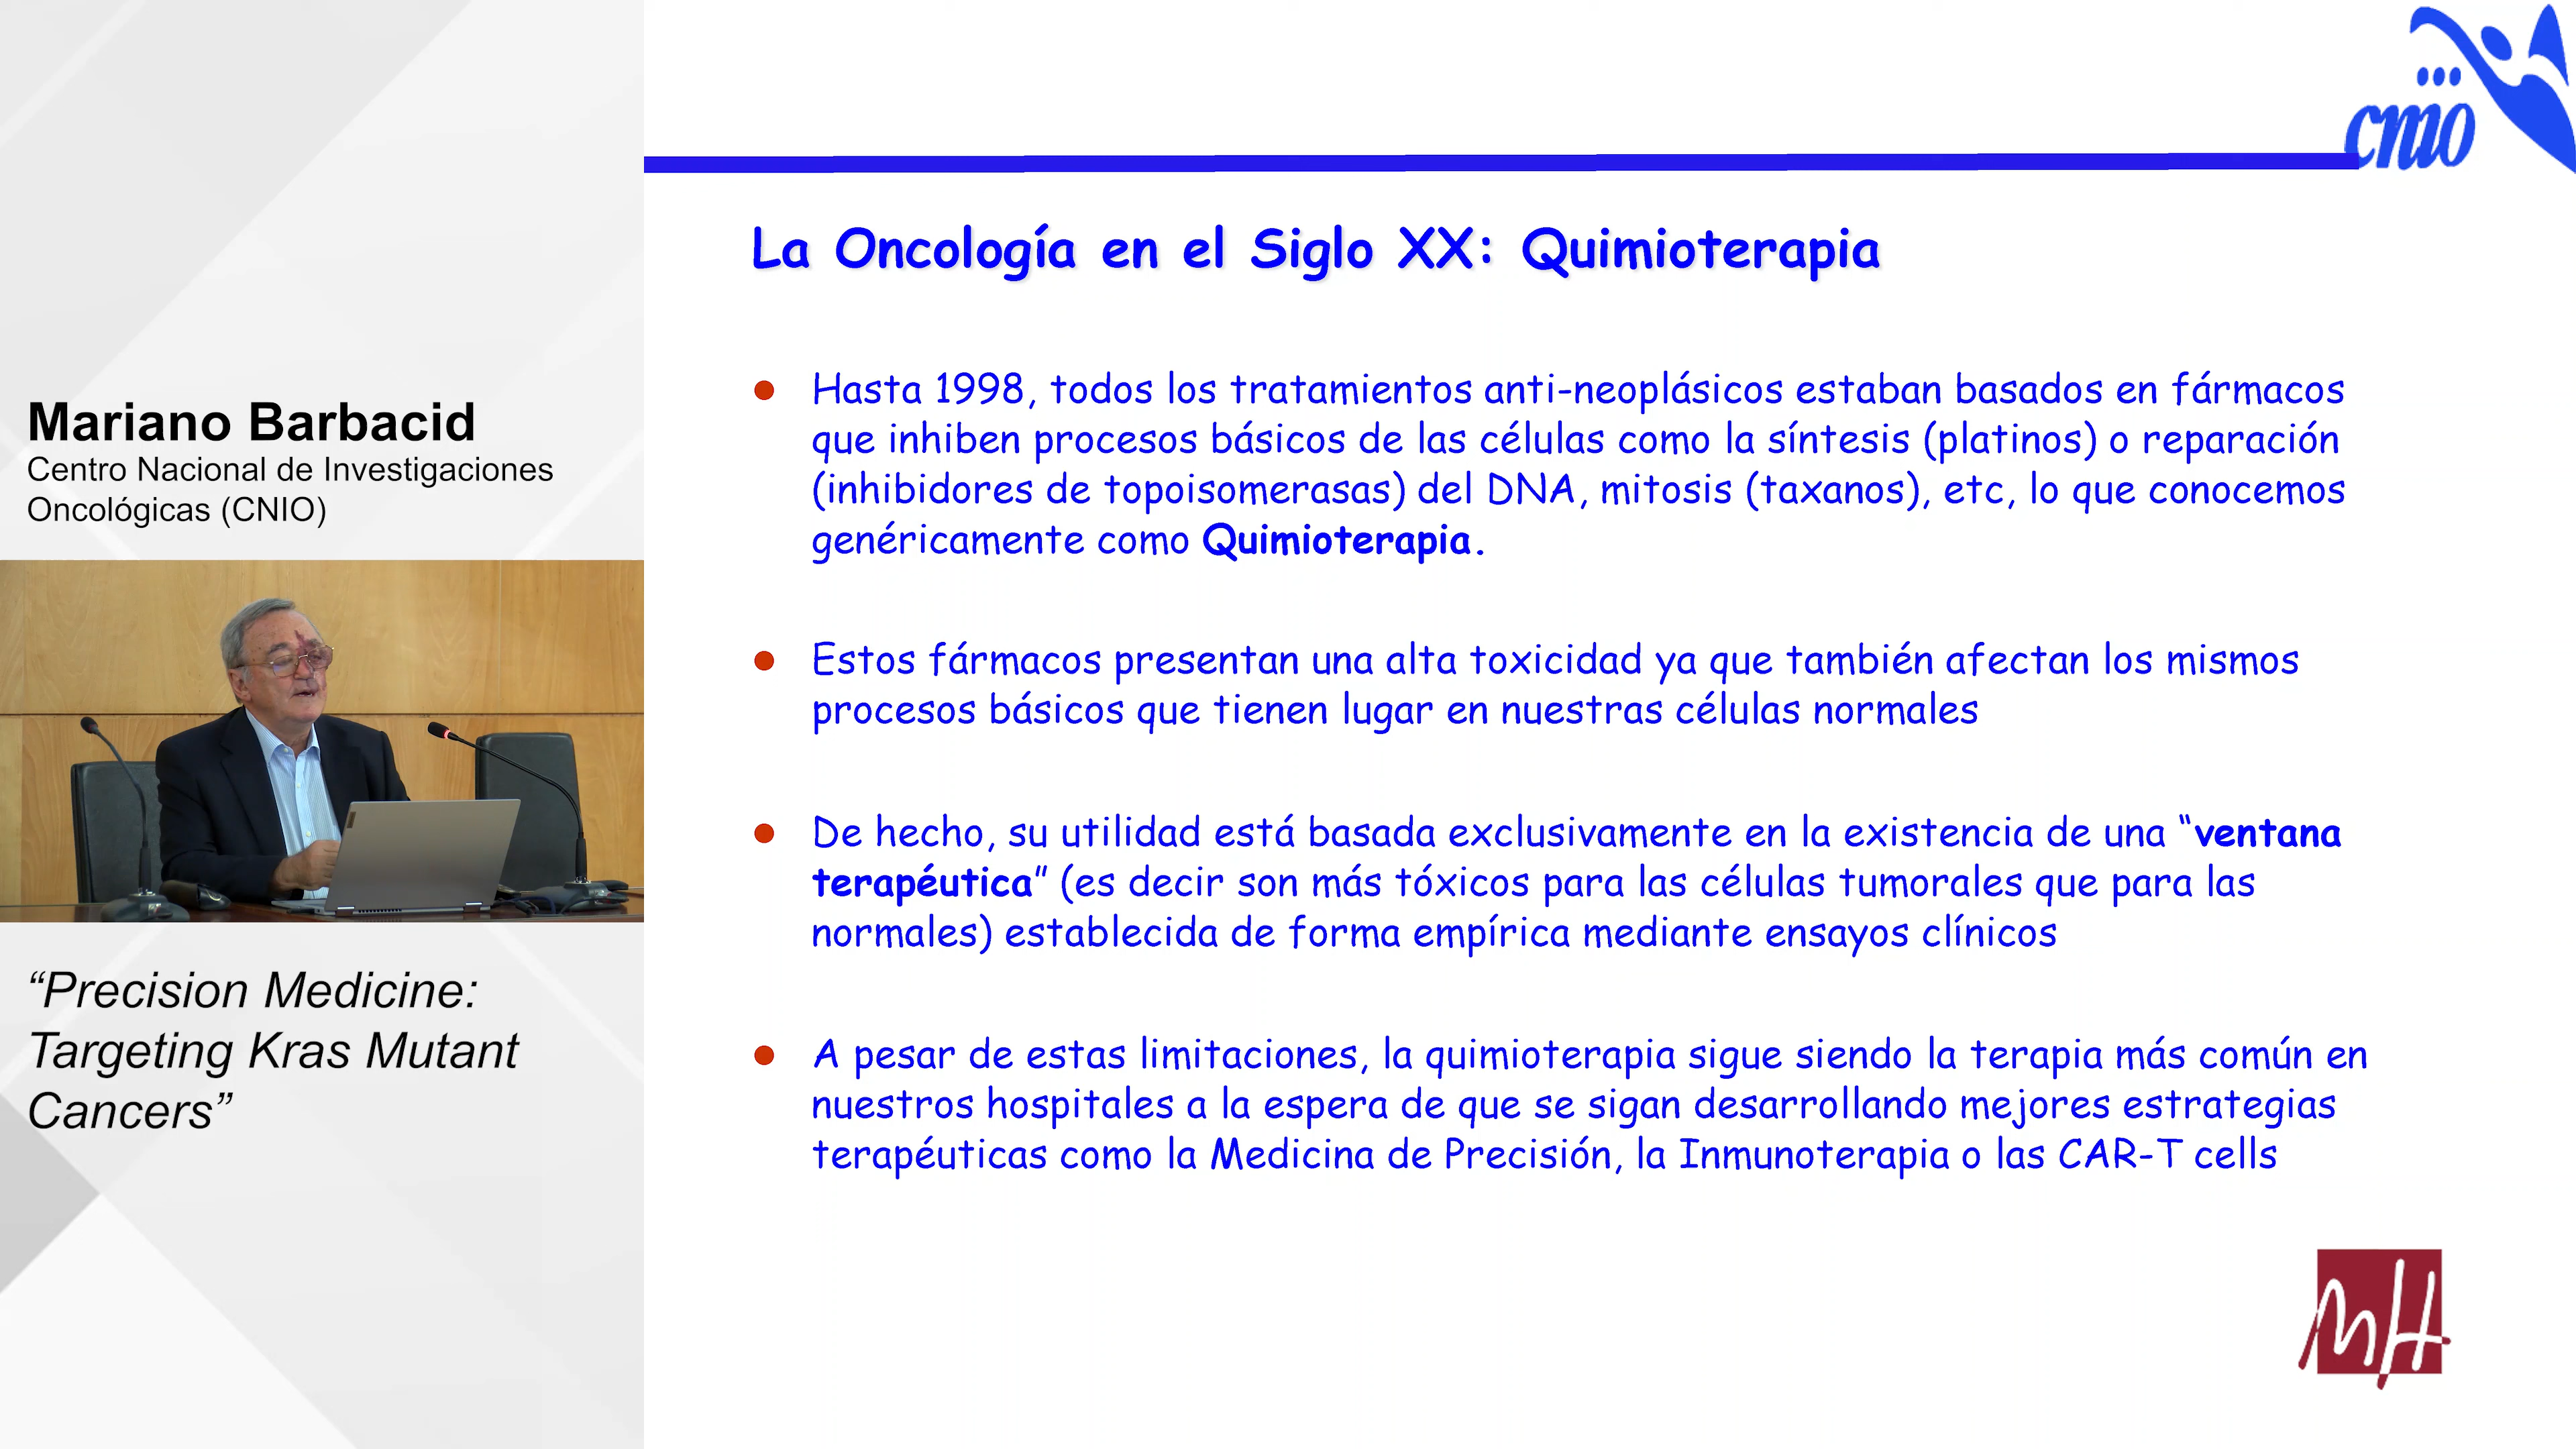 Mariano Barbacid
Centro Nacional de Investigaciones
Oncológicas (CNIO)
“Precision Medicine:
Targeting Kras Mutant
Cancers”
cnio
La Oncología en el Siglo XX: Quimioterapia
Hasta 1998, todos los tratamientos anti-neoplásicos estaban basados en fármacos
que inhiben procesos básicos de las células como la síntesis (platinos) o reparación
(inhibidores de topoisomerasas) del DNA, mitosis (taxanos), etc, lo que conocemos
genéricamente como Quimioterapia.
Estos fármacos presentan una alta toxicidad ya que también afectan los mismos
procesos básicos que tienen lugar en nuestras células normales
De hecho, su utilidad está basada exclusivamente en la existencia de una “ventana
terapéutica” (es decir son más tóxicos para las células tumorales que para las
normales) establecida de forma empírica mediante ensayos clínicos
A pesar de estas limitaciones, la quimioterapia sigue siendo la terapia más común en
nuestros hospitales a la espera de que se sigan desarrollando mejores estrategias
terapéuticas como la Medicina de Precisión, la Inmunoterapia o las CAR-T cells
MH